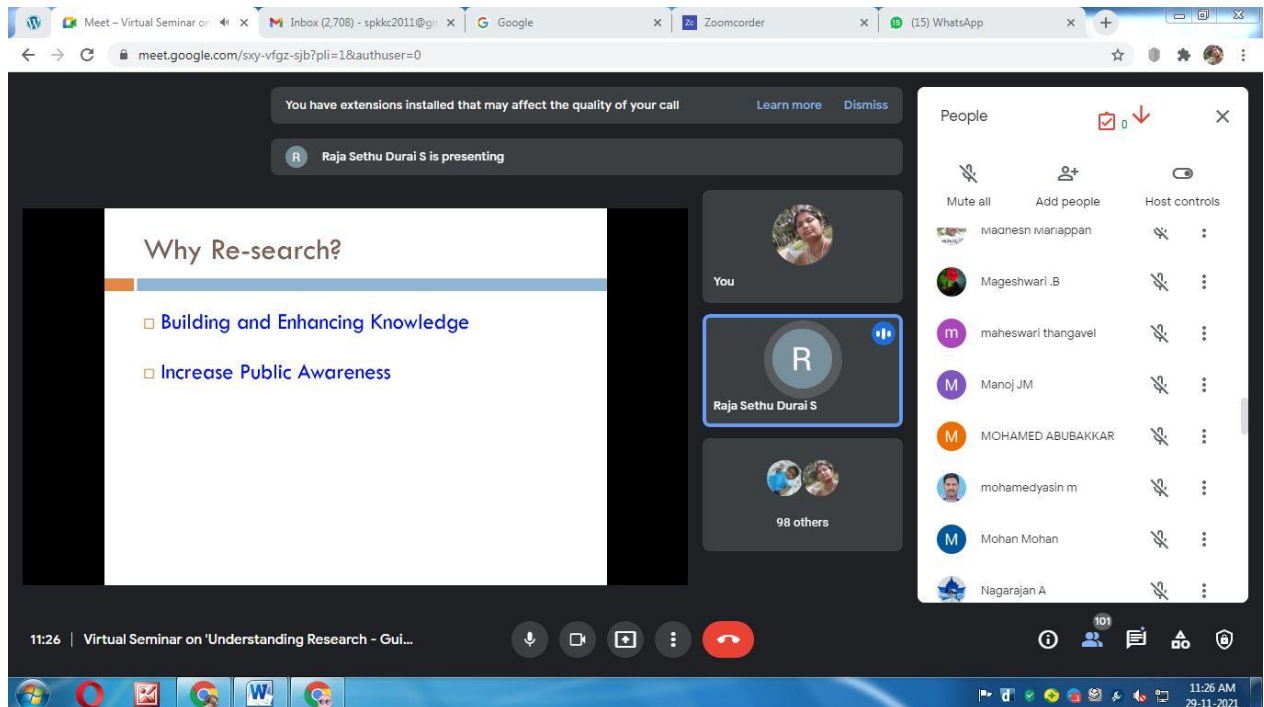 Meet – Virtual Seminar on
Inbox (2,708) - spkkc2011@gm
Google
Zoomcorder
(15) WhatsApp
meet.google.com/sxy-vfgz-sjb?pli=1&authuser=0
You have extensions installed that may affect the quality of your call Learn more Dismiss
R Raja Sethu Durai S is presenting
Why Re-search?
Building and Enhancing Knowledge
Increase Public Awareness
You
R
Raja Sethu Durai S
98 others
People 0
Mute all Add people Host controls
Magnesh Mariappan
Mageshwari .B
m maheswari thangavel
M Manoj JM
M MOHAMED ABUBAKKAR
mohamedyasin m
M Mohan Mohan
Nagarajan A
11:26 | Virtual Seminar on 'Understanding Research - Gui...
101
11:26 AM
29-11-2021